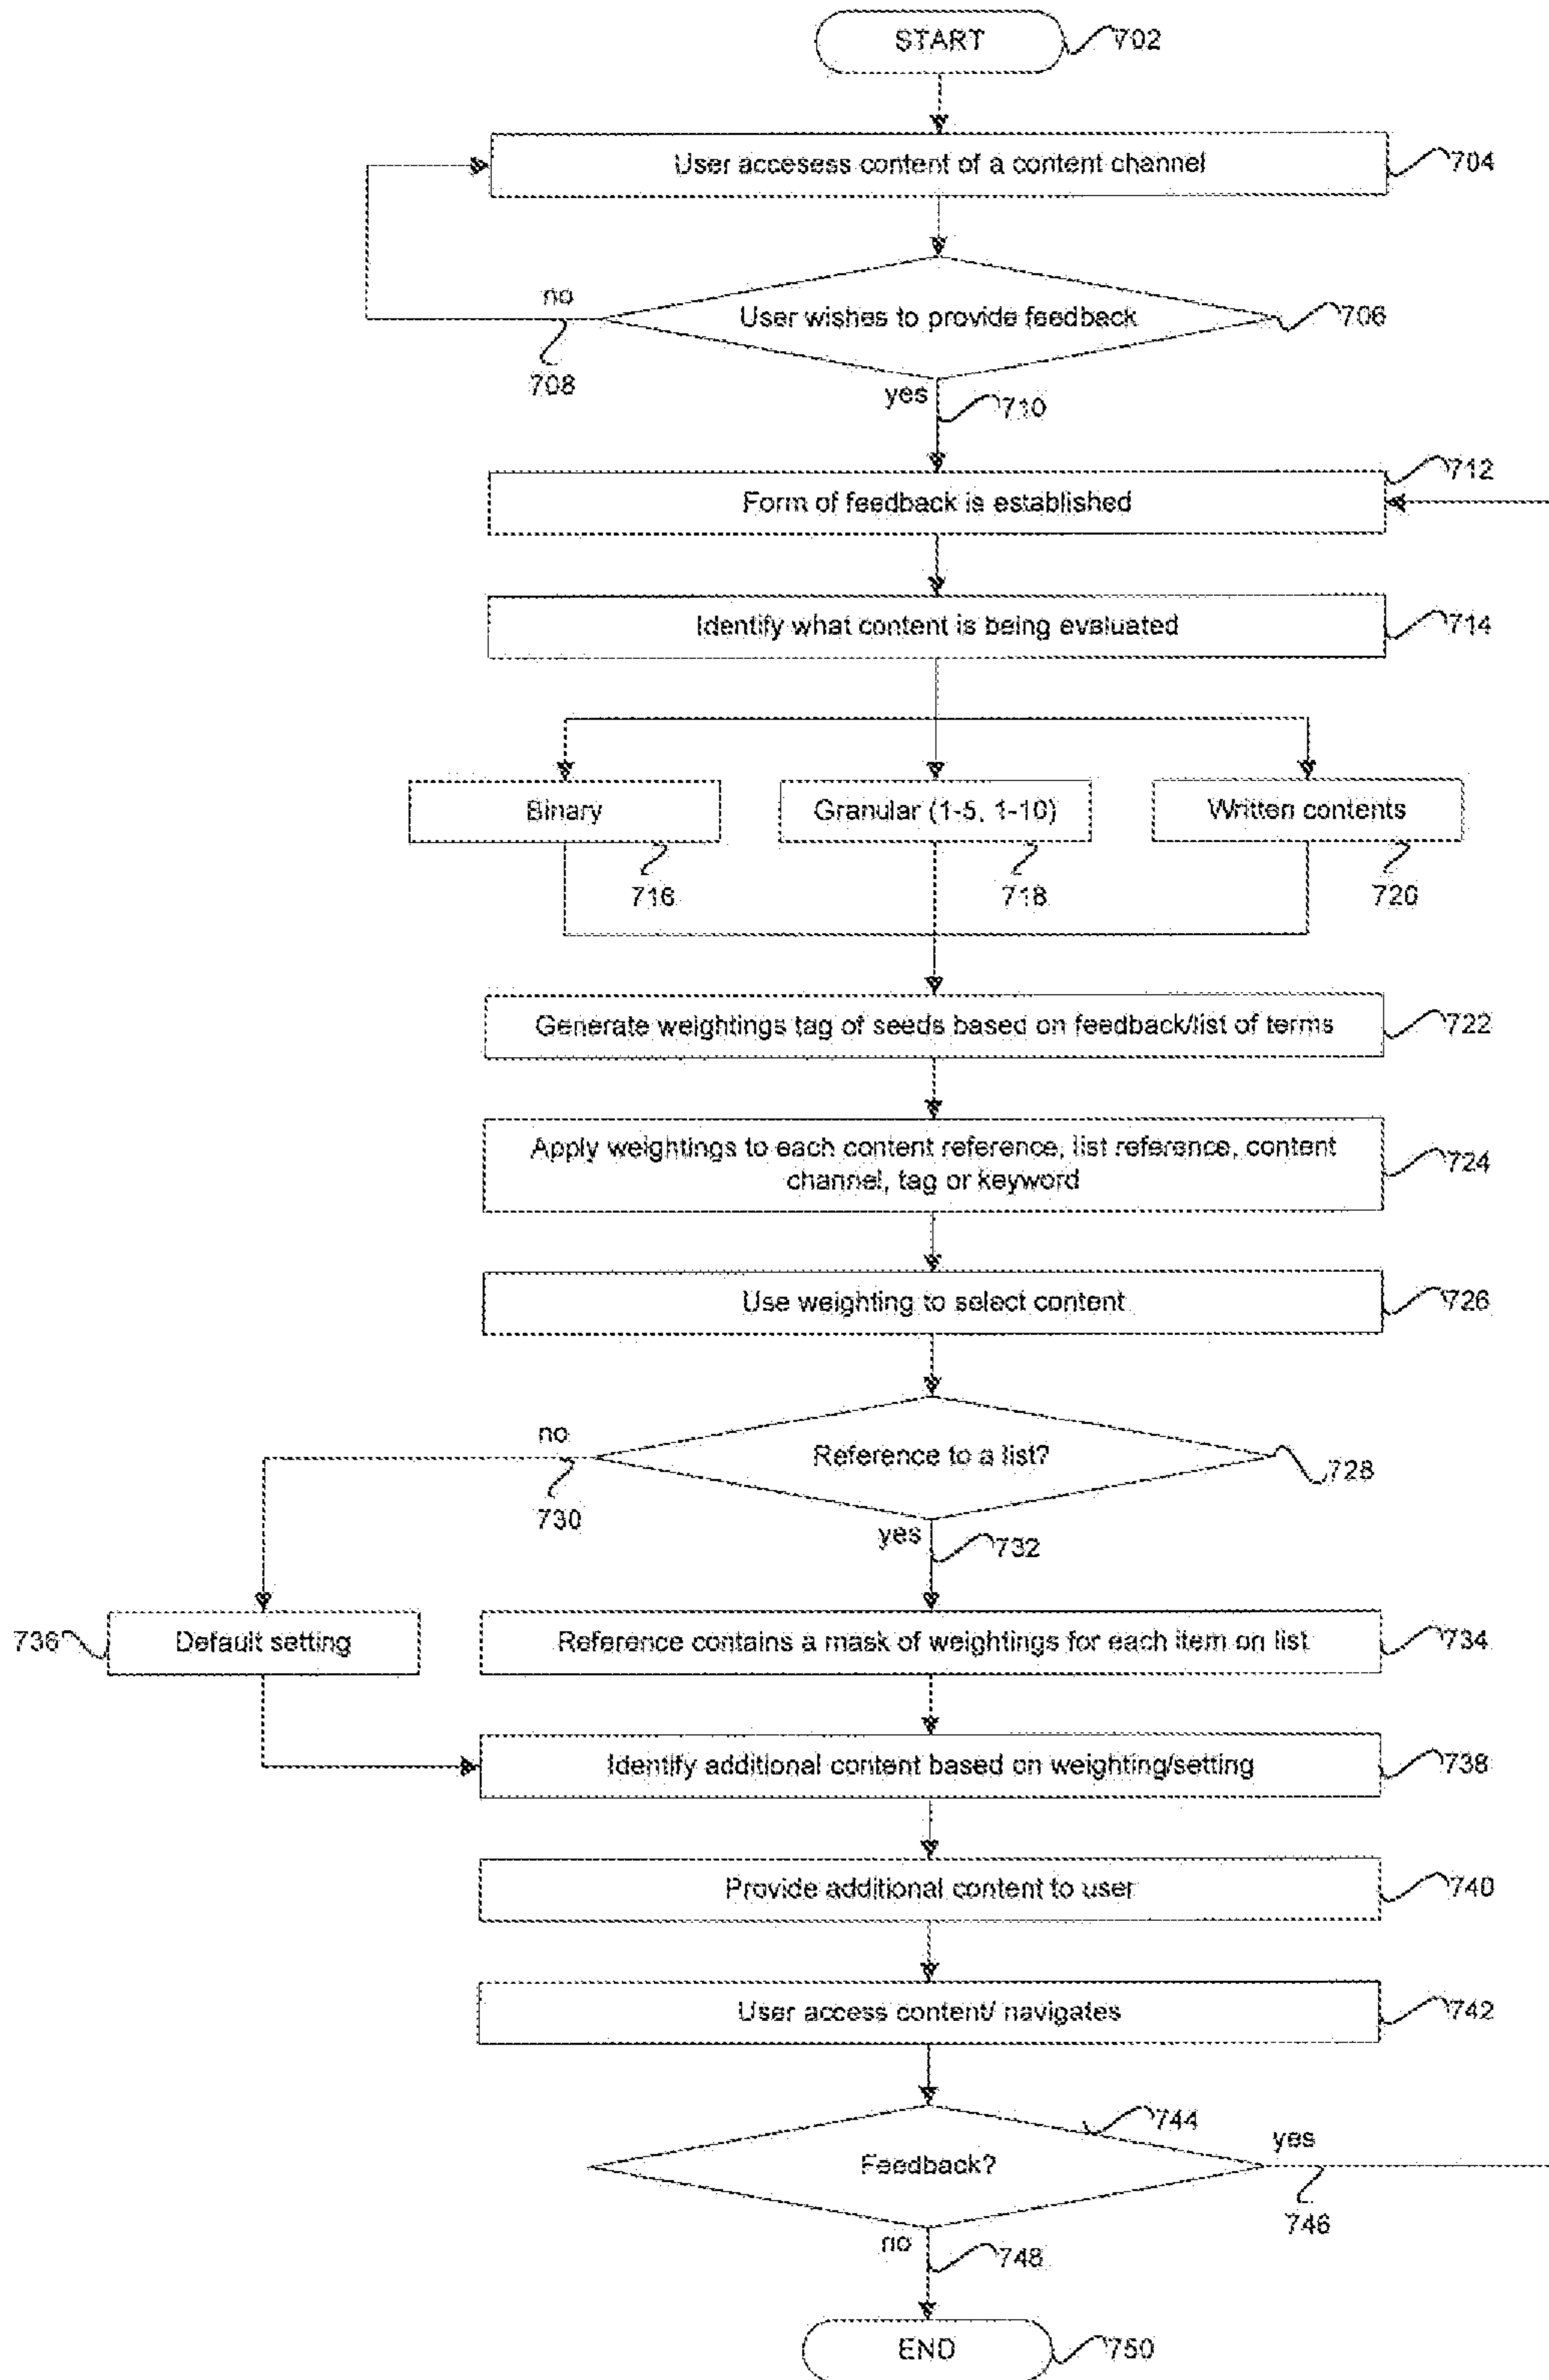 START
702
User accesess content of a content channel
704
no
User wishes to provide feedback
706
708
yes
710
712
Form of feedback is established
Identify what content is being evaluated
714
Binary
Granular (1-5, 1-10)
Written contents
716
718
720
Generate weightings tag of seeds based on feedback/list of terms
722
Apply weightings to each content reference, list reference, content
channel, tag or keyword
724
Use weighting to select content
726
no
Reference to a list?
728
730
yes
732
736
Default setting
Reference contains a mask of weightings for each item on list
734
Identify additional content based on weighting/setting
738
Provide additional content to user
740
User access content/ navigates
742
744
Feedback?
yes
746
no
748
END
750